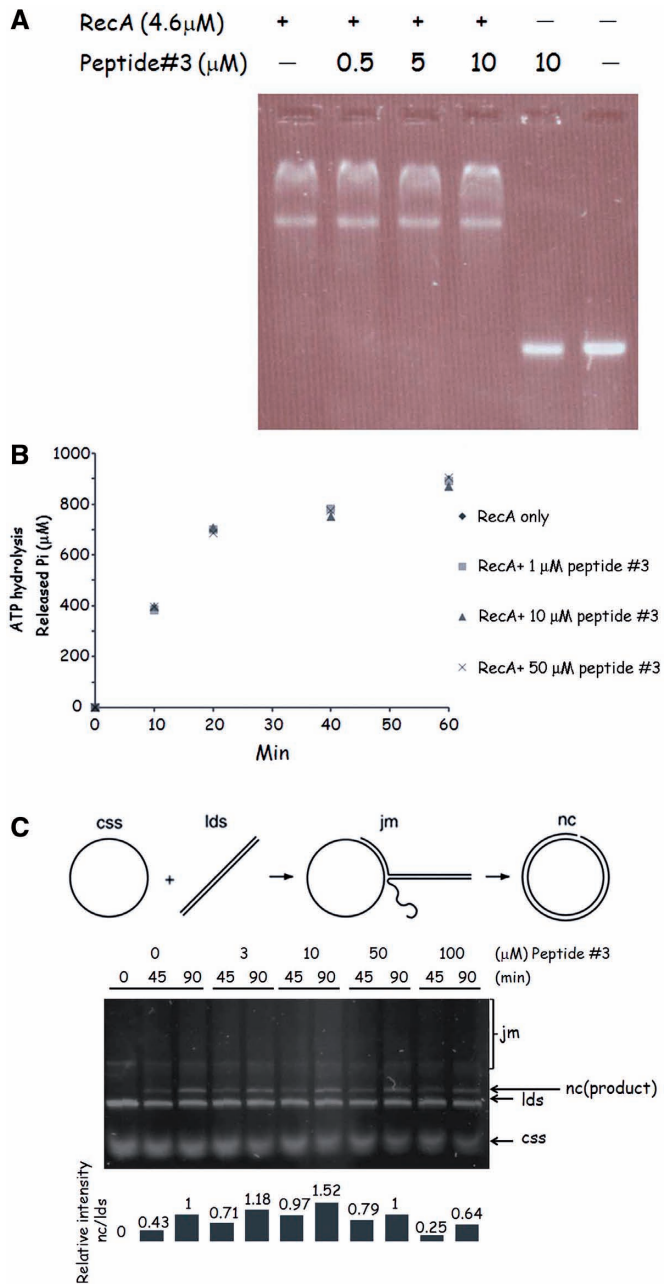 A
RecA (4.6μM) + + + + — —
Peptide#3 (μM) — 0.5 5 10 10 —
B
1000
800
600
400
200
0
0 10 20 30 40 50 60
ATP hydrolysis
Released Pi (μM)
Min
RecA only
RecA+ 1 μM peptide #3
RecA+ 10 μM peptide #3
RecA+ 50 μM peptide #3
C
css + lds jm nc
0 3 10 50 100 (μM) Peptide #3
0 45 90 45 90 45 90 45 90 45 90 (min)
jm
nc(product)
lds
css
Relative intensity
nc/lds
0 0.43 1 0.71 1.18 0.97 1.52 0.79 1 0.25 0.64